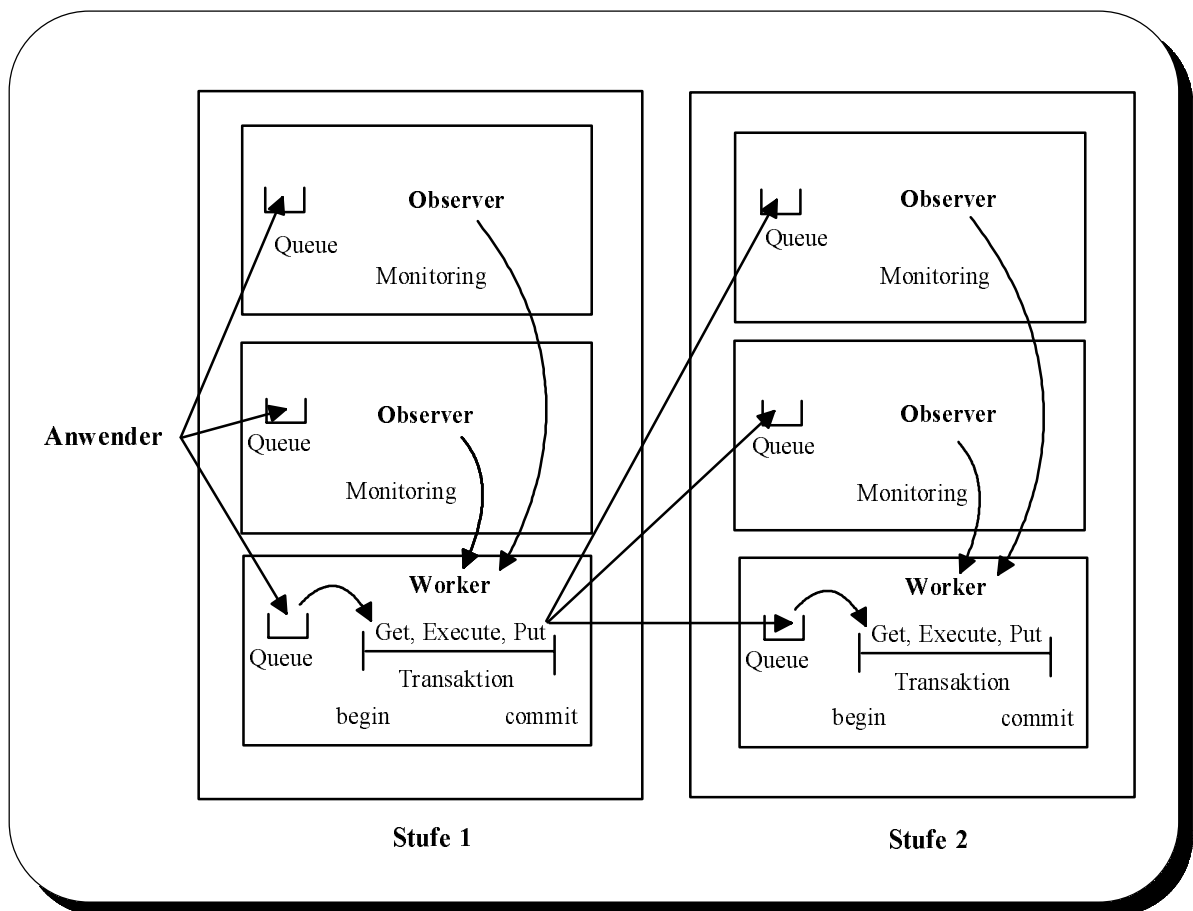 Observer
Queue
Monitoring
Observer
Queue
Monitoring
Worker
Get, Execute, Put
Queue
Transaktion
begin commit
Stufe 1
Anwender
Observer
Queue
Monitoring
Observer
Queue
Monitoring
Worker
Get, Execute, Put
Queue
Transaktion
begin commit
Stufe 2